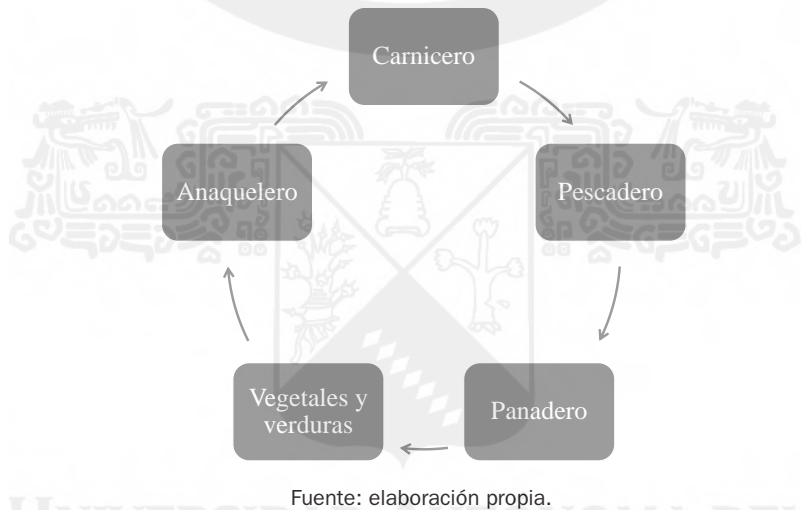 Carnicero
Pescadero
Panadero
Vegetales y
verduras
Anaquelero
Fuente: elaboración propia.